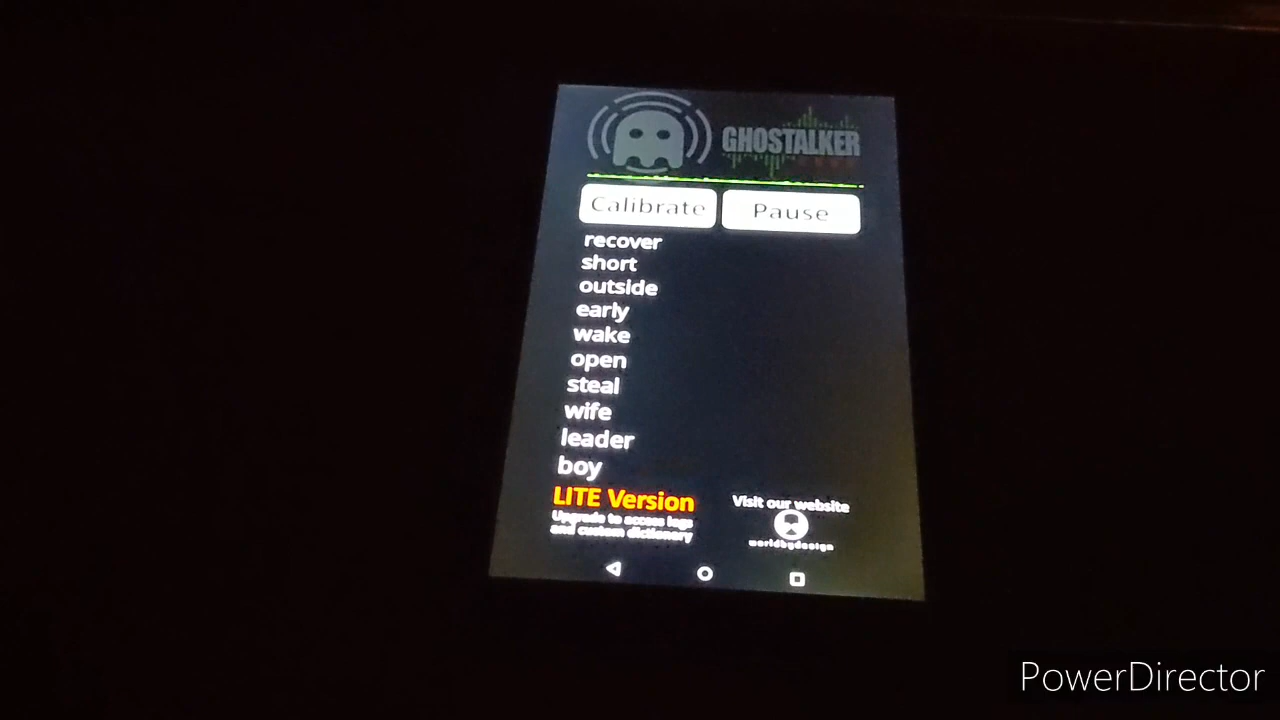 GHOSTALKER
Calibrate
Pause
recover
short
outside
early
wake
open
steal
wife
leader
boy
LITE Version
Upgrade to access logs
and custom dictionary
Visit our website
worldbydesign
PowerDirector